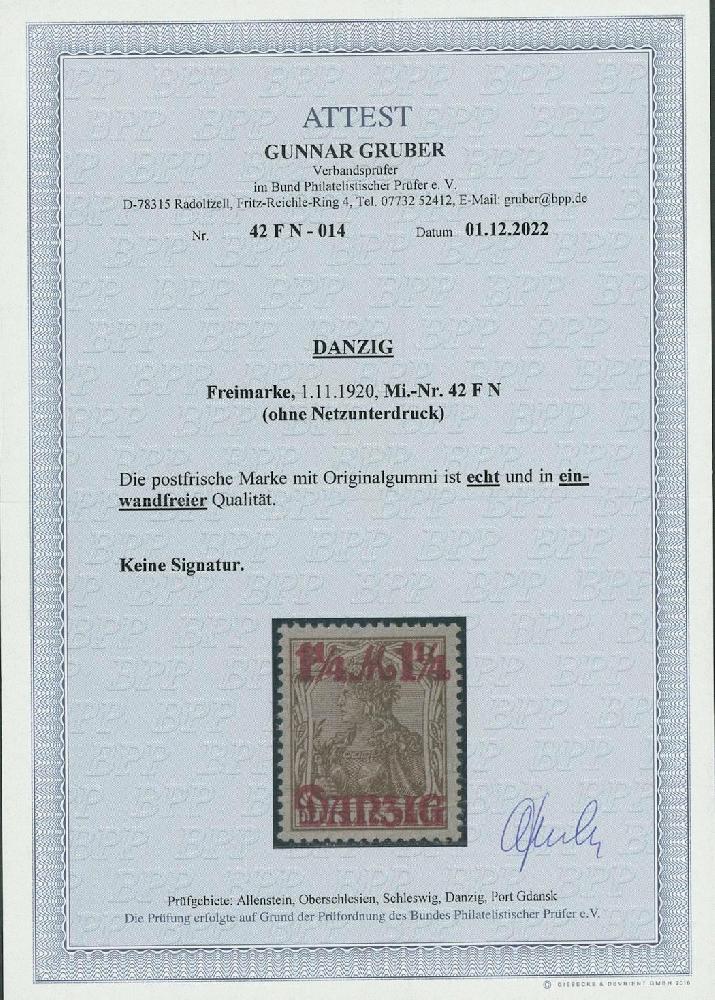 ATTEST
GUNNAR GRUBER
Verbandsprüfer
im Bund Philatelistischer Prüfer e. V.
D-78315 Radolfzell, Fritz-Reichle-Ring 4, Tel. 07732 52412, E-Mail: gruber@bpp.de
Nr. 42 F N - 014 Datum 01.12.2022
DANZIG
Freimarke, 1.11.1920, Mi.-Nr. 42 F N
(ohne Netzunterdruck)
Die postfrische Marke mit Originalgummi ist echt und in ein-
wandfreier Qualität.
Keine Signatur.
1¼ M 1¼
DANZIG
Prüfgebiete: Allenstein, Oberschlesien, Schleswig, Danzig, Port Gdansk
Die Prüfung erfolgte auf Grund der Prüfordnung des Bundes Philatelistischer Prüfer e.V.
© GIESECKE & DEVRIENT GMBH